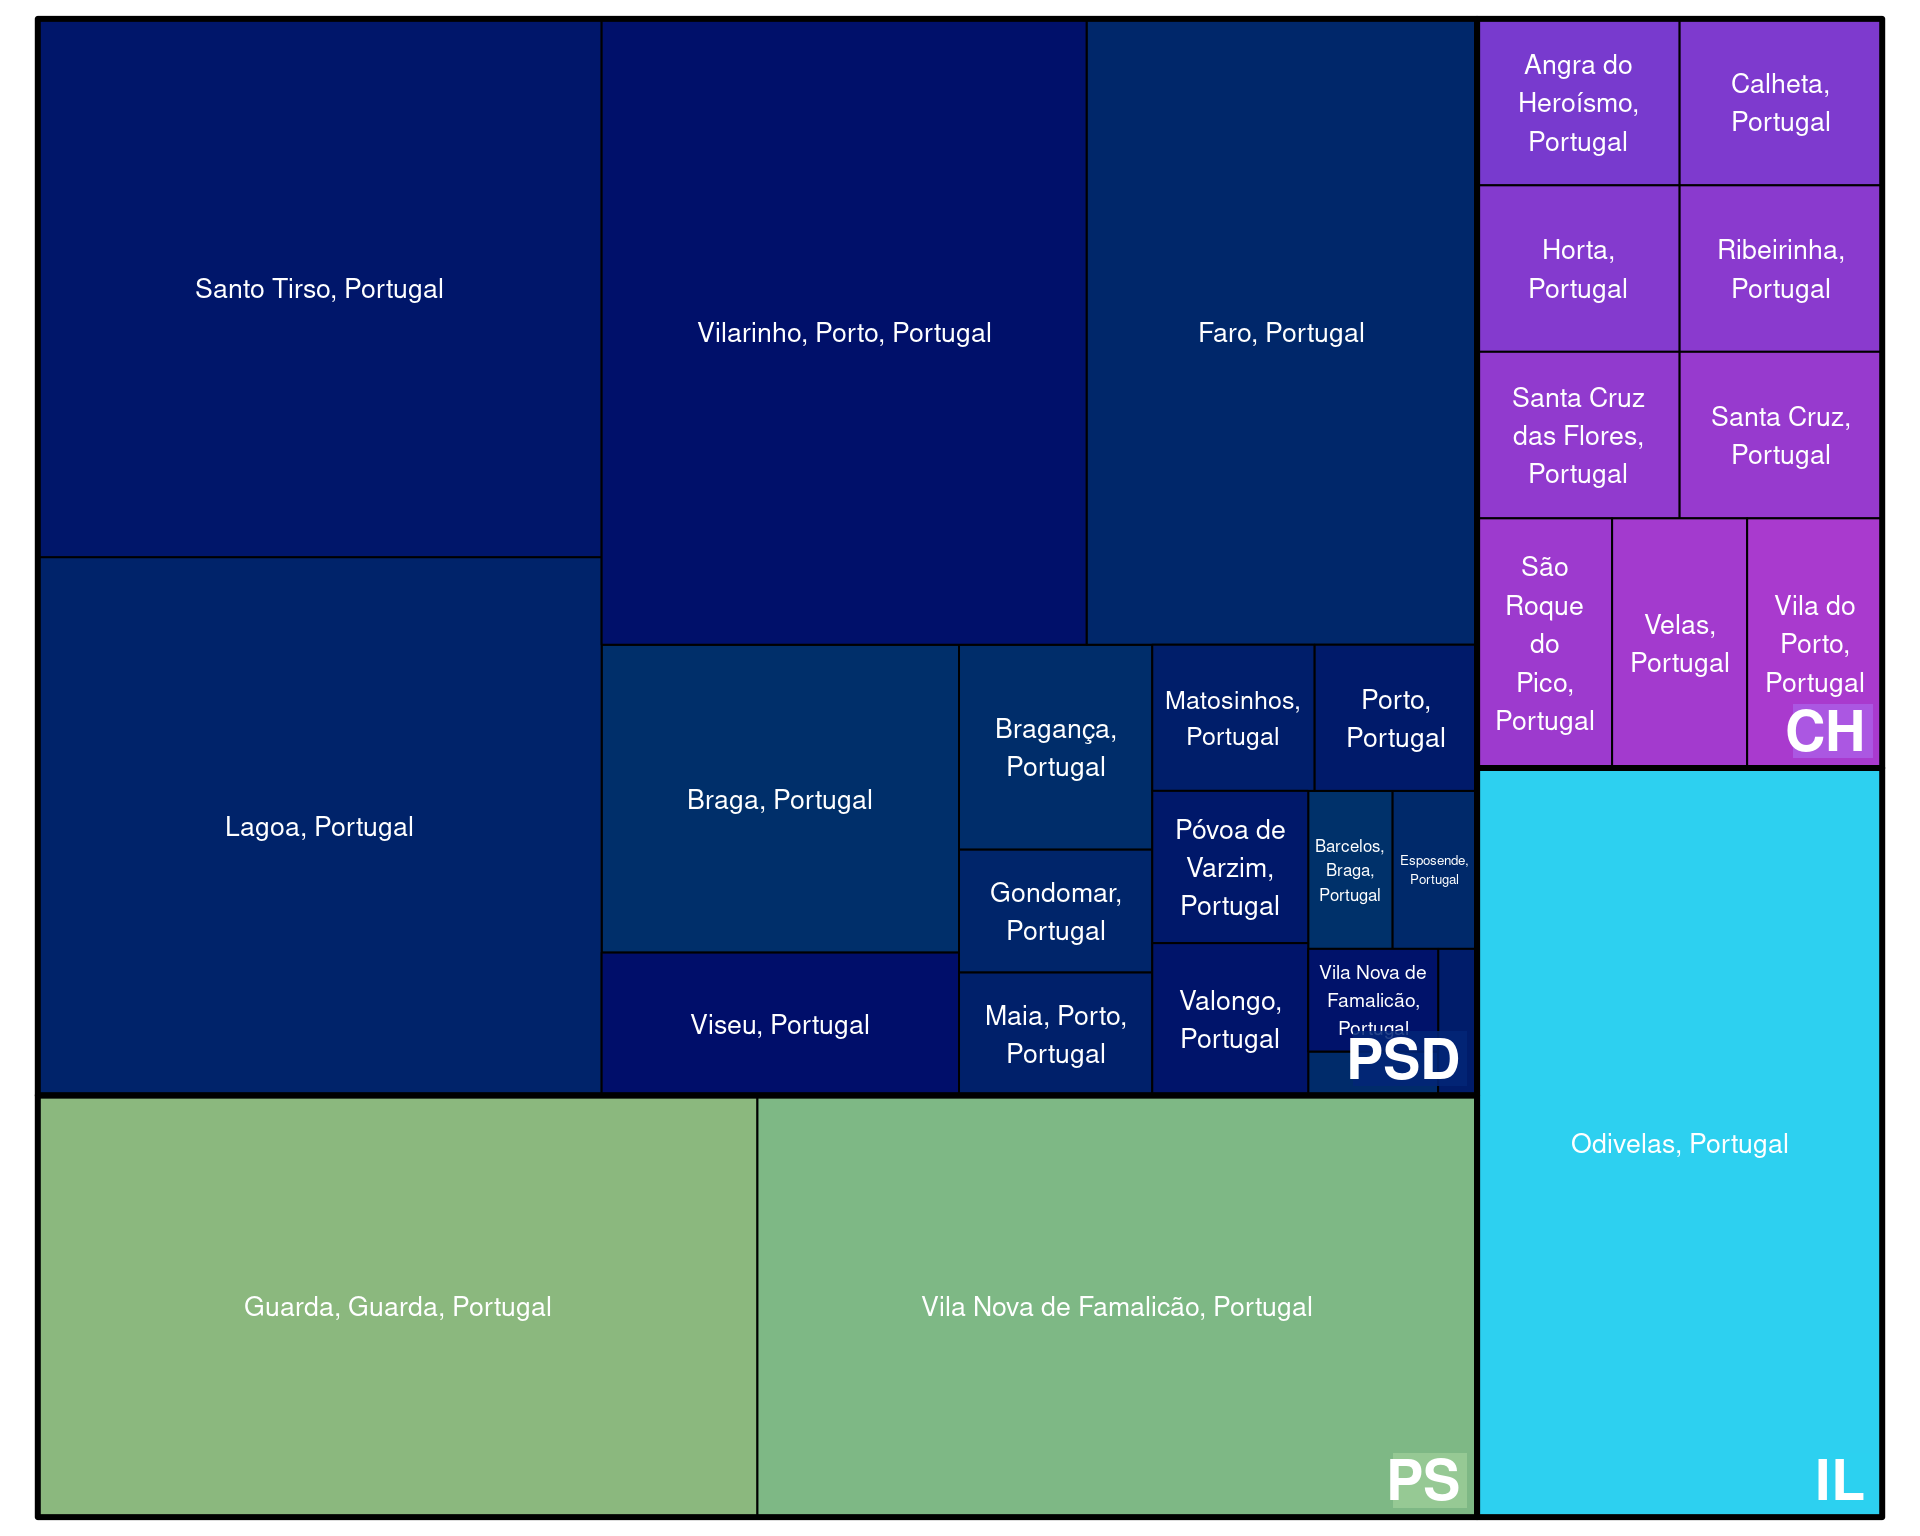 Santo Tirso, Portugal
Vilarinho, Porto, Portugal
Faro, Portugal
Lagoa, Portugal
Braga, Portugal
Viseu, Portugal
Bragança,
Portugal
Gondomar,
Portugal
Maia, Porto,
Portugal
Matosinhos,
Portugal
Porto,
Portugal
Póvoa de
Varzim,
Portugal
Valongo,
Portugal
Barcelos,
Braga,
Portugal
Esposende,
Portugal
Vila Nova de
Famalicão,
Portugal
PSD
Guarda, Guarda, Portugal
Vila Nova de Famalicão, Portugal
PS
Angra do
Heroísmo,
Portugal
Calheta,
Portugal
Horta,
Portugal
Ribeirinha,
Portugal
Santa Cruz
das Flores,
Portugal
Santa Cruz,
Portugal
São
Roque
do
Pico,
Portugal
Velas,
Portugal
Vila do
Porto,
Portugal
CH
Odivelas, Portugal
IL